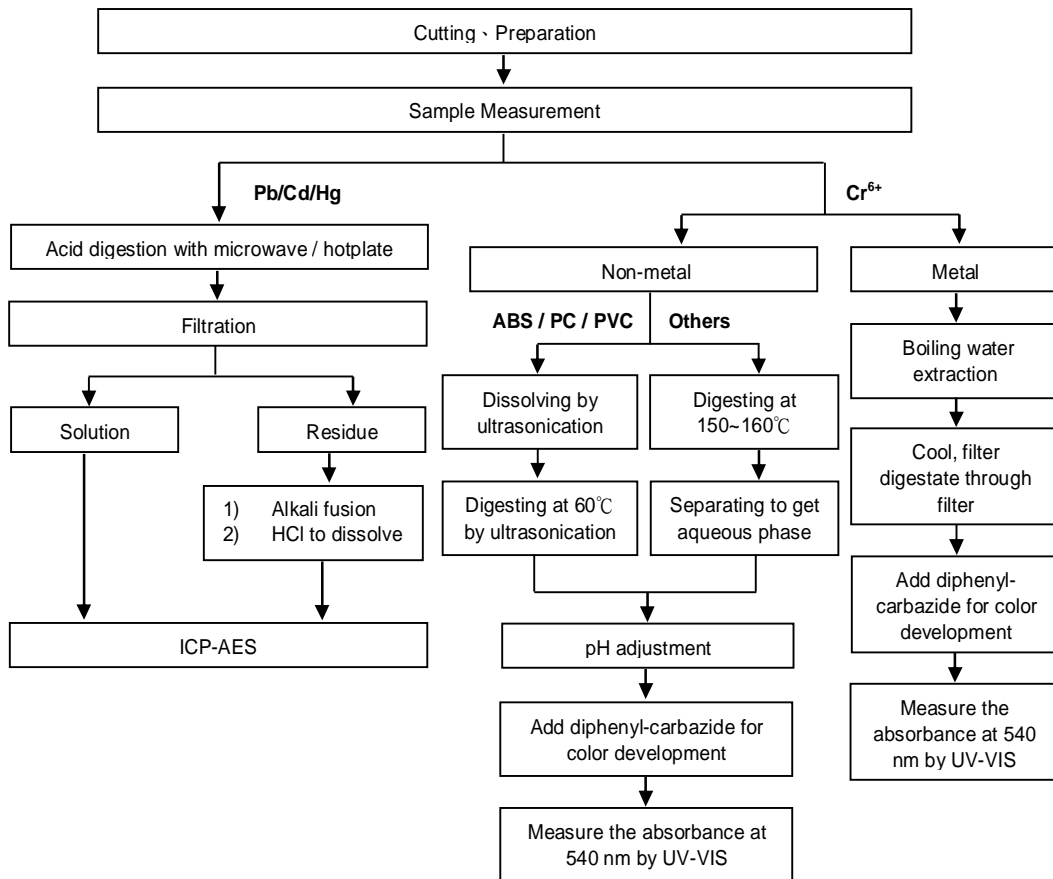 Cutting、Preparation
Sample Measurement
Pb/Cd/Hg
Cr⁶⁺
Acid digestion with microwave / hotplate
Filtration
Solution
Residue
1) Alkali fusion
2) HCl to dissolve
ICP-AES
Non-metal
ABS / PC / PVC
Others
Dissolving by
ultrasonication
Digesting at
150~160℃
Digesting at 60℃
by ultrasonication
Separating to get
aqueous phase
pH adjustment
Add diphenyl-carbazide for
color development
Measure the absorbance at
540 nm by UV-VIS
Metal
Boiling water
extraction
Cool, filter
digestate through
filter
Add diphenyl-
carbazide for color
development
Measure the
absorbance at 540
nm by UV-VIS